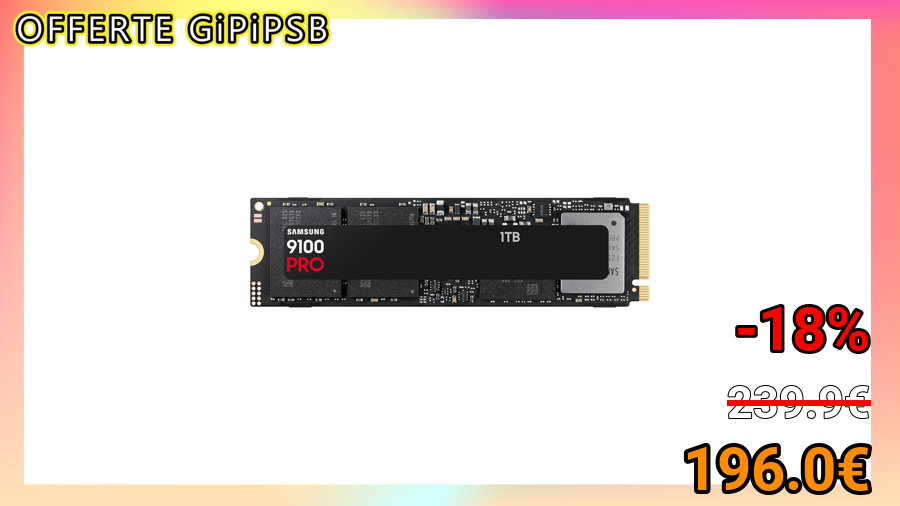 OFFERTE GiPiPSB
SAMSUNG
9100
PRO
1TB
-18%
239.9€
196.0€